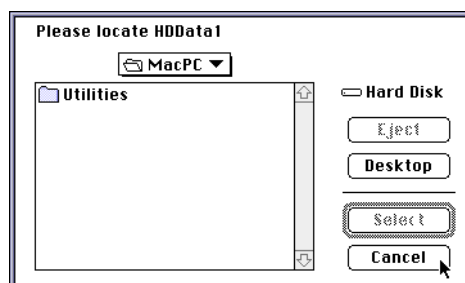 Please locate HDData1
MacPC
Utilities
Hard Disk
Eject
Desktop
Select
Cancel